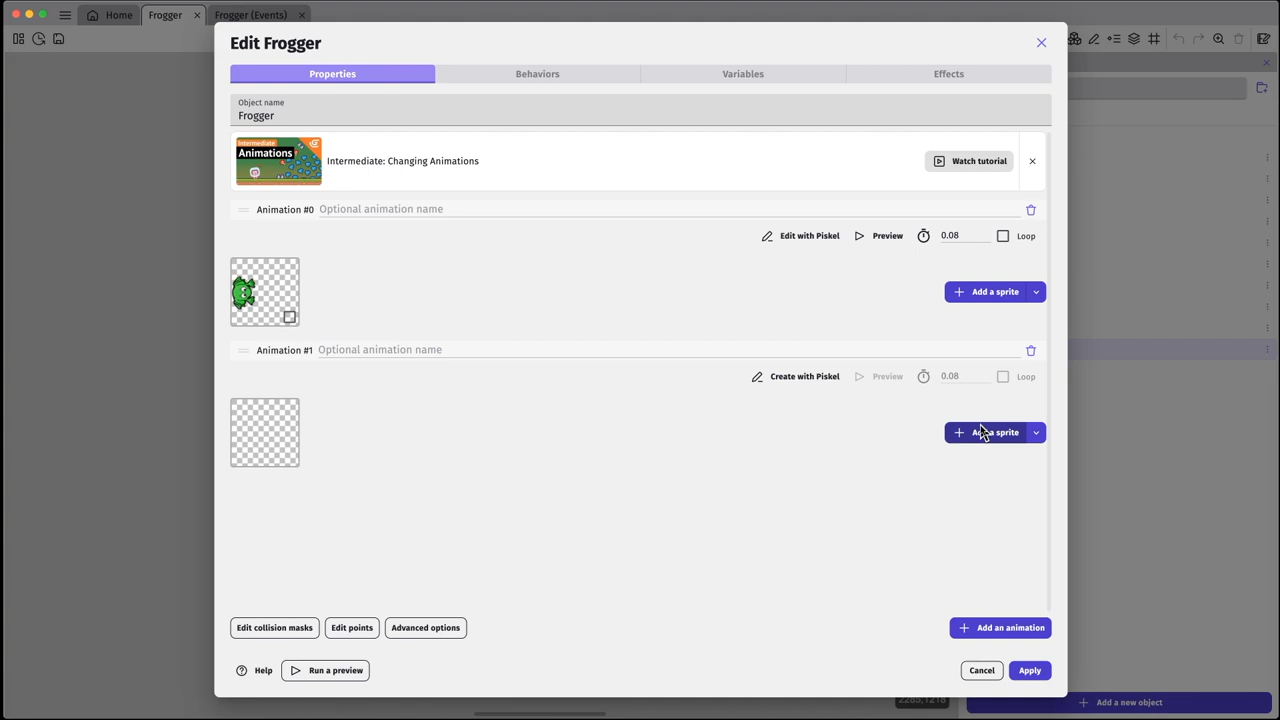 Home
Frogger
Frogger (Events)
Edit Frogger
Properties
Behaviors
Variables
Effects
Object name
Frogger
Intermediate
Animations
Intermediate: Changing Animations
Watch tutorial
Animation #0 Optional animation name
Edit with Piskel
Preview
0.08
Loop
Add a sprite
Animation #1 Optional animation name
Create with Piskel
Preview
0.08
Loop
sprite
Edit collision masks
Edit points
Advanced options
Add an animation
Help
Run a preview
Cancel
Apply
2285;1218
Add a new object